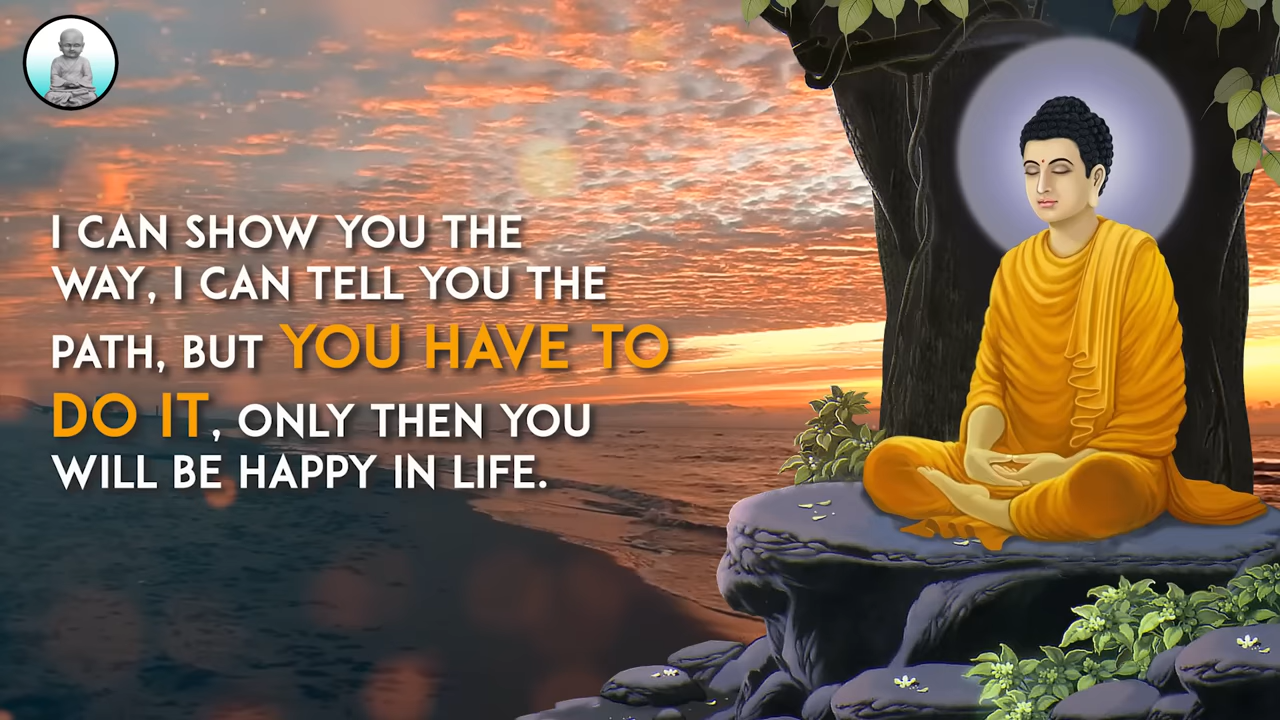 I CAN SHOW YOU THE
WAY, I CAN TELL YOU THE
PATH, BUT YOU HAVE TO
DO IT, ONLY THEN YOU
WILL BE HAPPY IN LIFE.